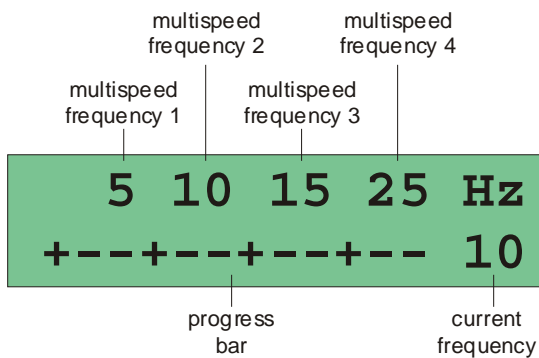 multispeed frequency 2
multispeed frequency 4
multispeed frequency 1
multispeed frequency 3
5 10 15 25 Hz
+--+--+--+-- 10
progress bar
current frequency